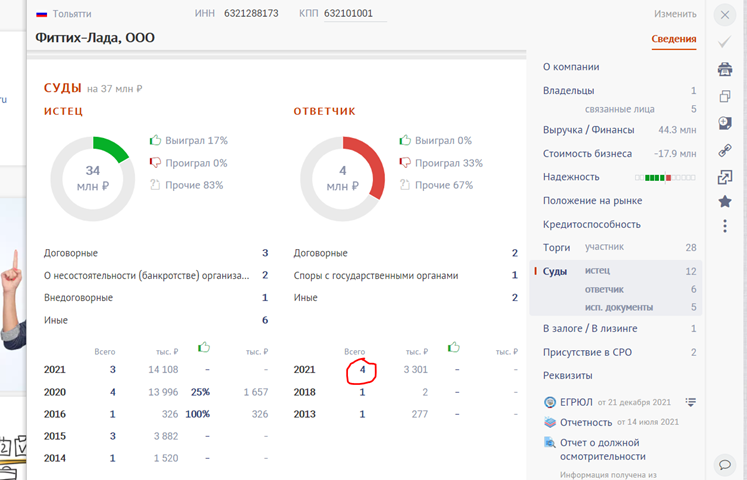 Тольятти ИНН 6321288173 КПП 632101001 Изменить
Фиттих-Лада, ООО
Сведения
СУДЫ на 37 млн ₽
ИСТЕЦ
34
млн ₽
Выиграл 17%
Проиграл 0%
Прочие 83%
Договорные 3
О несостоятельности (банкротстве) организа... 2
Внедоговорные 1
Иные 6
Всего тыс. ₽ тыс. ₽
2021 3 14 108 – –
2020 4 13 996 25% 1 657
2016 1 326 100% 326
2015 3 3 882 – –
2014 1 1 520 – –
ОТВЕТЧИК
4
млн ₽
Выиграл 0%
Проиграл 33%
Прочие 67%
Договорные 2
Споры с государственными органами 1
Иные 2
Всего тыс. ₽ тыс. ₽
2021 4 3 301 – –
2018 1 2 – –
2013 1 277 – –
О компании
Владельцы 1
связанные лица 5
Выручка / Финансы 44.3 млн
Стоимость бизнеса -17.9 млн
Надежность
Положение на рынке
Кредитоспособность
Торги участник 28
Суды истец 12
ответчик 6
исп. документы 5
В залоге / В лизинге 1
Присутствие в СРО 2
Реквизиты
ЕГРЮЛ от 21 декабря 2021
Отчетность от 14 июля 2021
Отчет о должной
осмотрительности
Информация получена из
ru